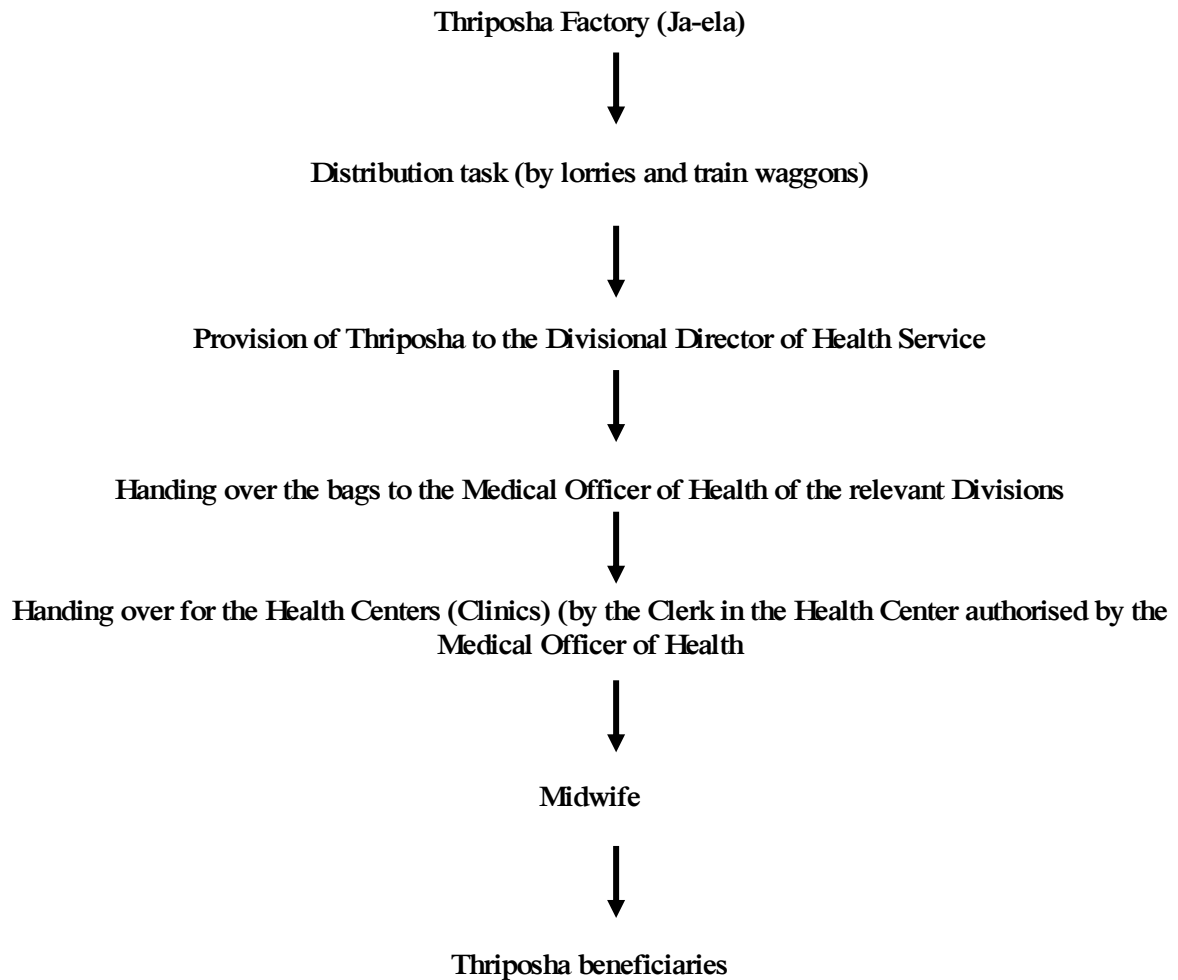 Thriposha Factory (Ja-ela)
Distribution task (by lorries and train waggons)
Provision of Thriposha to the Divisional Director of Health Service
Handing over the bags to the Medical Officer of Health of the relevant Divisions
Handing over for the Health Centers (Clinics) (by the Clerk in the Health Center authorised by the
Medical Officer of Health
Midwife
Thriposha beneficiaries